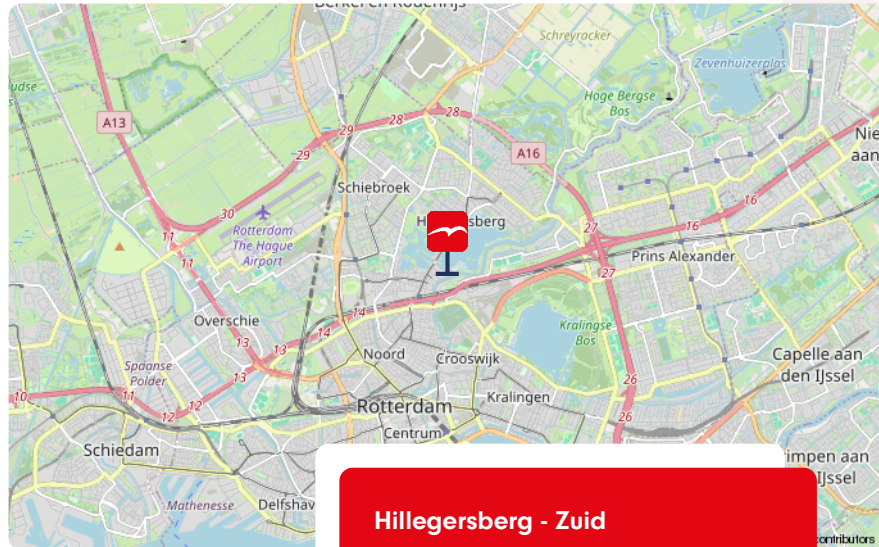 Berkel en Rodenrijs
Schreyracker
Zevenhuizerplas
Hoge Bergse
Bos
A13
28
28
29
29
A16
Schiebroek
30
11
11
Rotterdam
The Hague
Airport
16
16
27
27
Prins Alexander
Overschie
14
14
13
13
13
Noord
Crooswijk
Kralingse
Bos
Spaanse
Polder
10
11
12
12
26
26
Capelle aan
den IJssel
Rotterdam
Kralingen
Centrum
Schiedam
Mathenesse
IJssel
Hillegersberg - Zuid
contributors